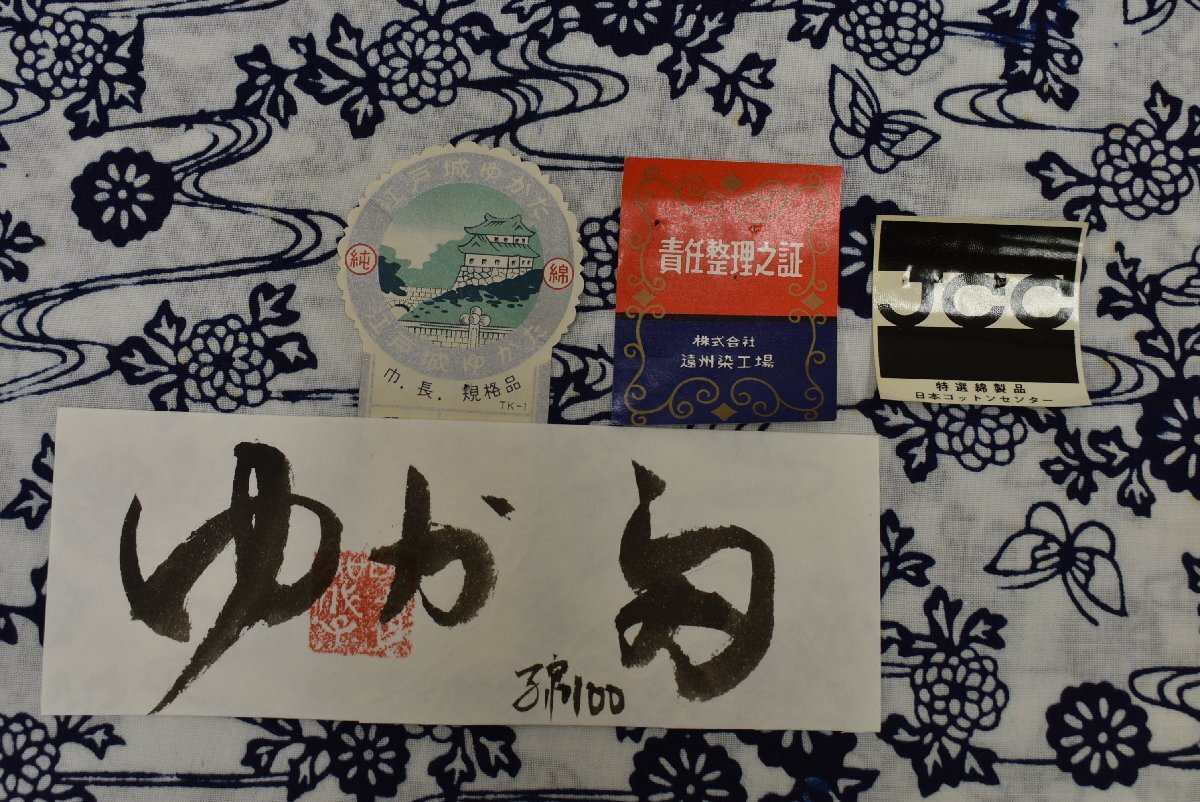 江戸城ゆかた
純
綿
江戸城ゆかた
巾.長.規格品
TK-1
責任整理之証
株式会社
遠州染工場
JCC
特選綿製品
日本コットンセンター
ゆかた
綿100